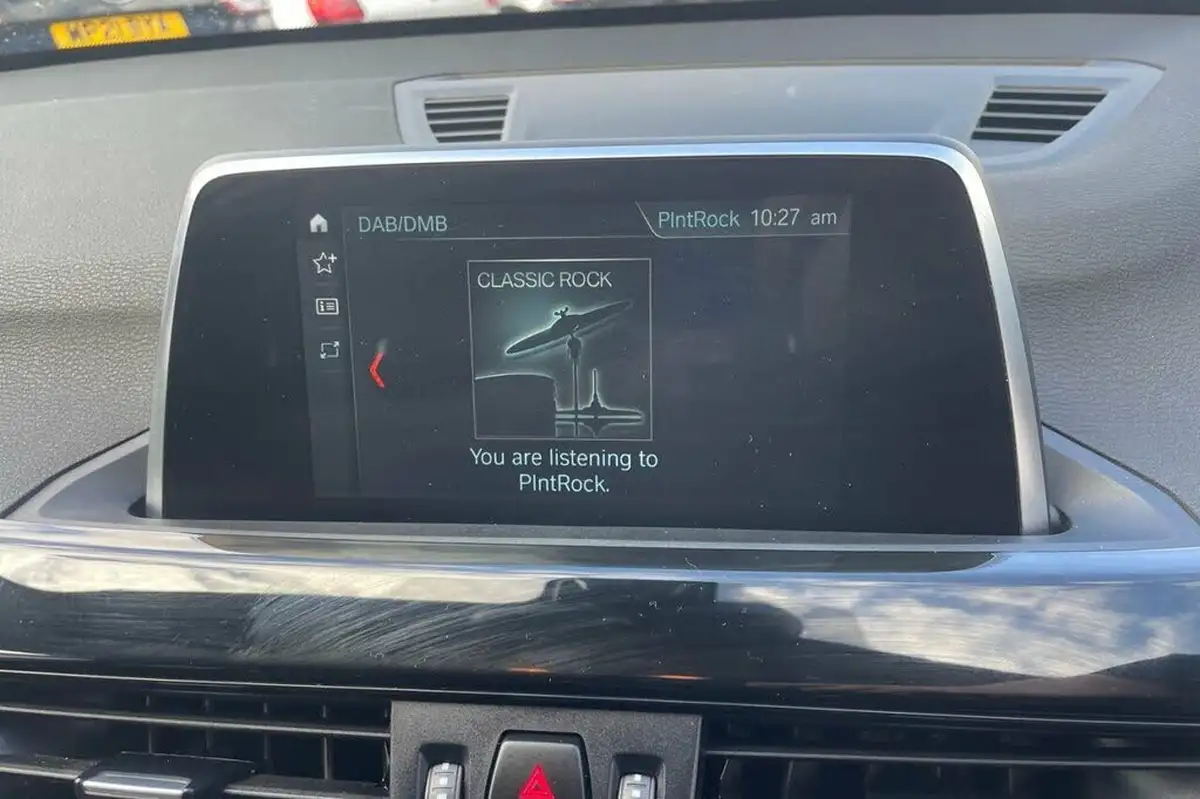 DAB/DMB
PlntRock 10:27 am
CLASSIC ROCK
You are listening to
PlntRock.